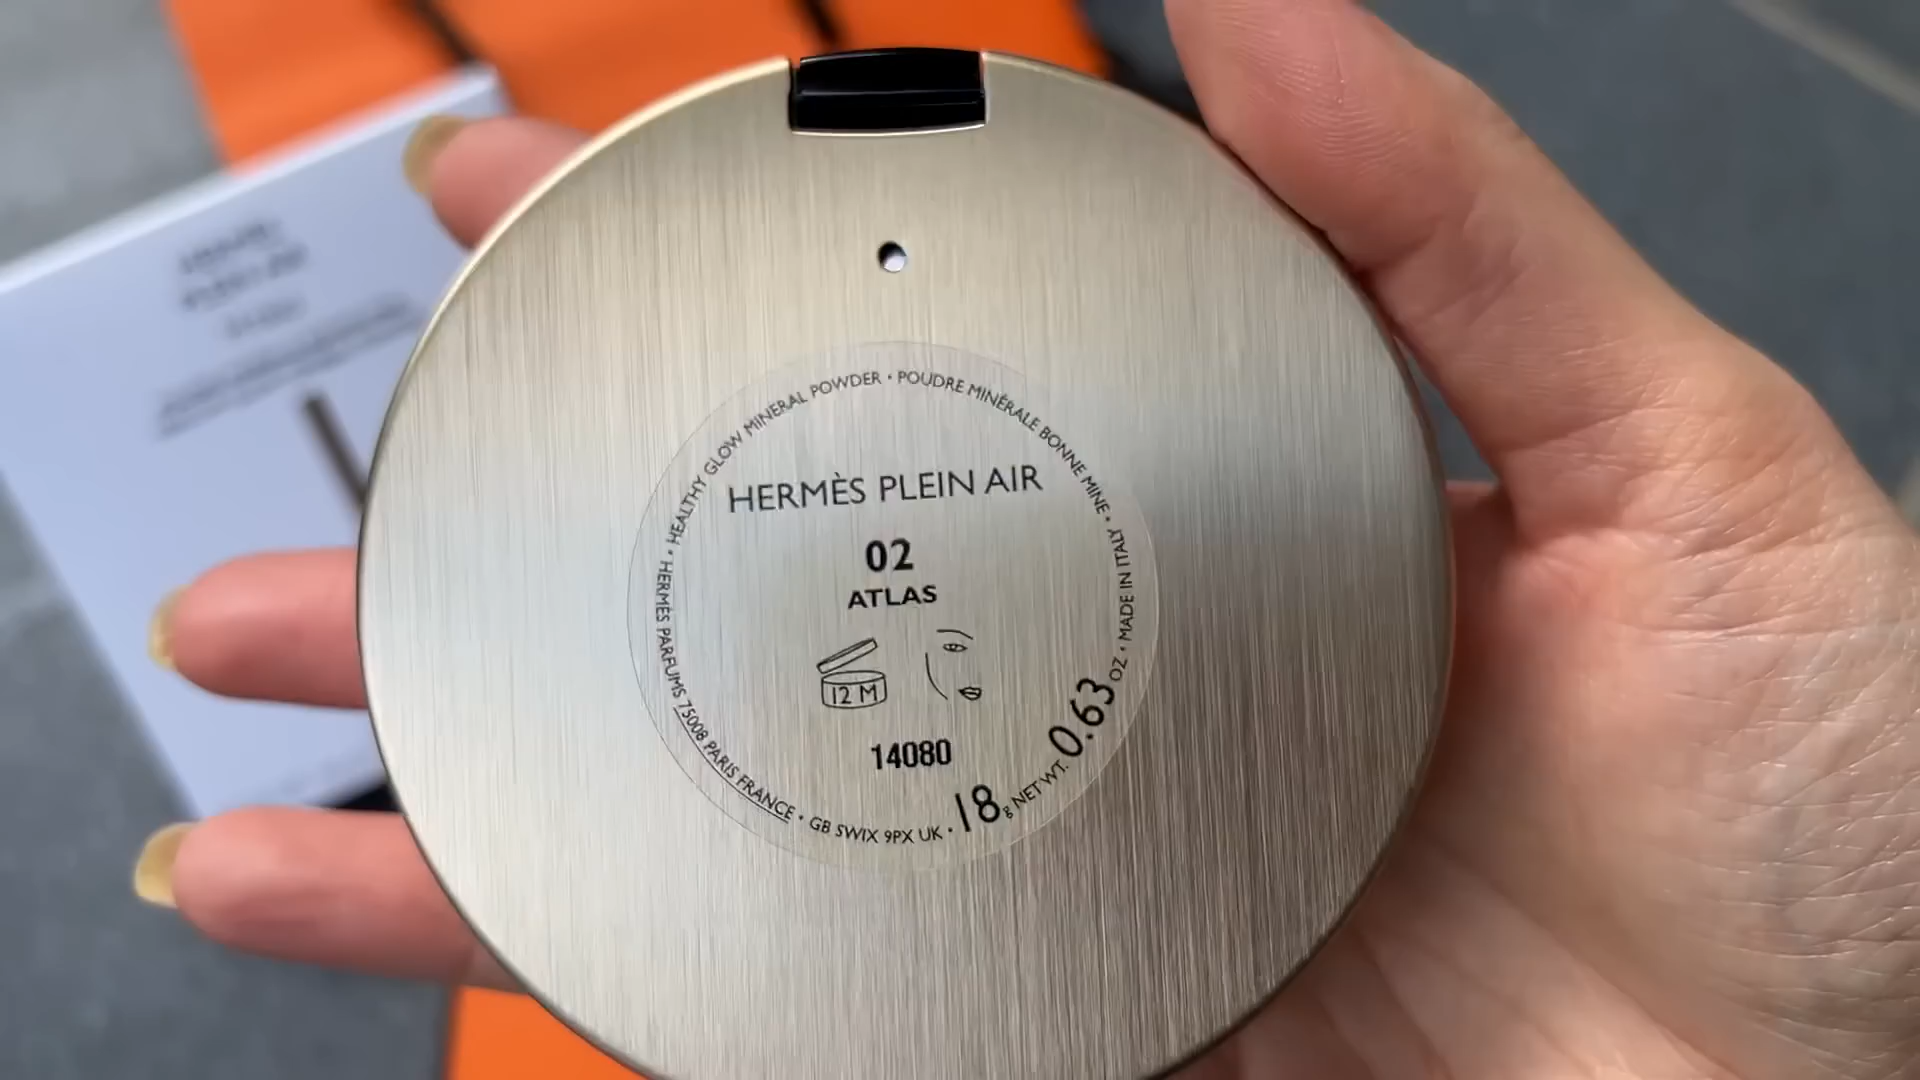 HERMÈS PLEIN AIR
02
ATLAS
12 M
14080
• HEALTHY GLOW MINERAL POWDER • POUDRE MINÉRALE BONNE MINE • MADE IN ITALY • 18 g NET WT. 0.63 OZ • GB SW1X 9PX UK • HERMÈS PARFUMS 75008 PARIS FRANCE